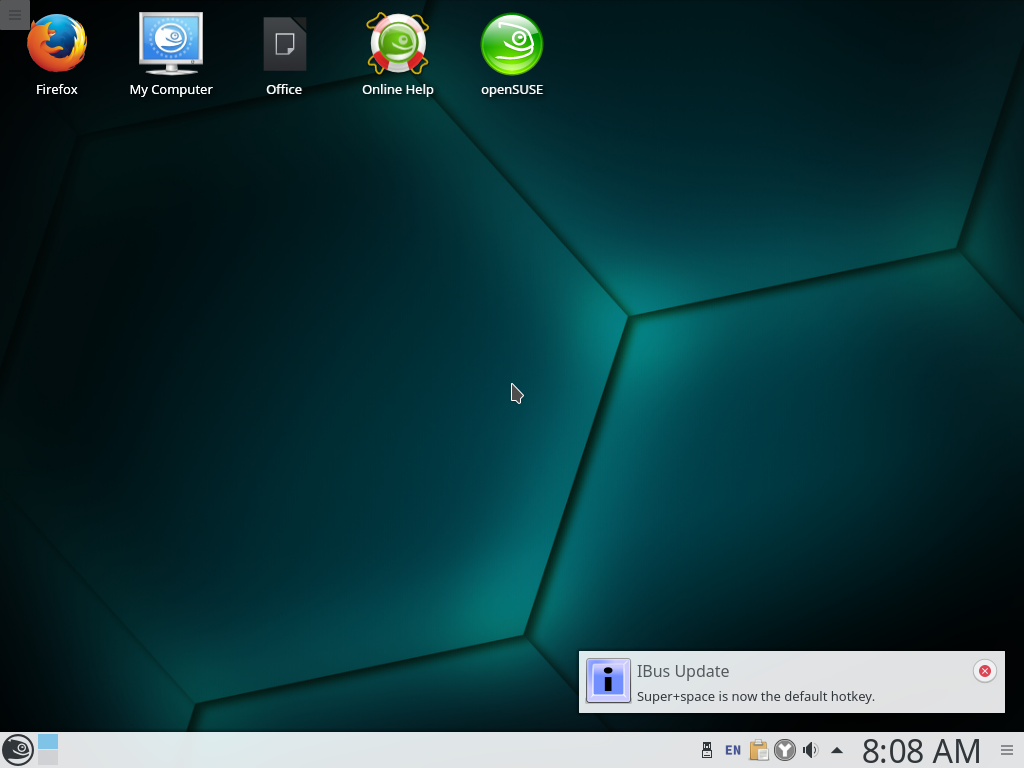 Firefox
My Computer
Office
Online Help
openSUSE
IBus Update
Super+space is now the default hotkey.
EN
8:08 AM